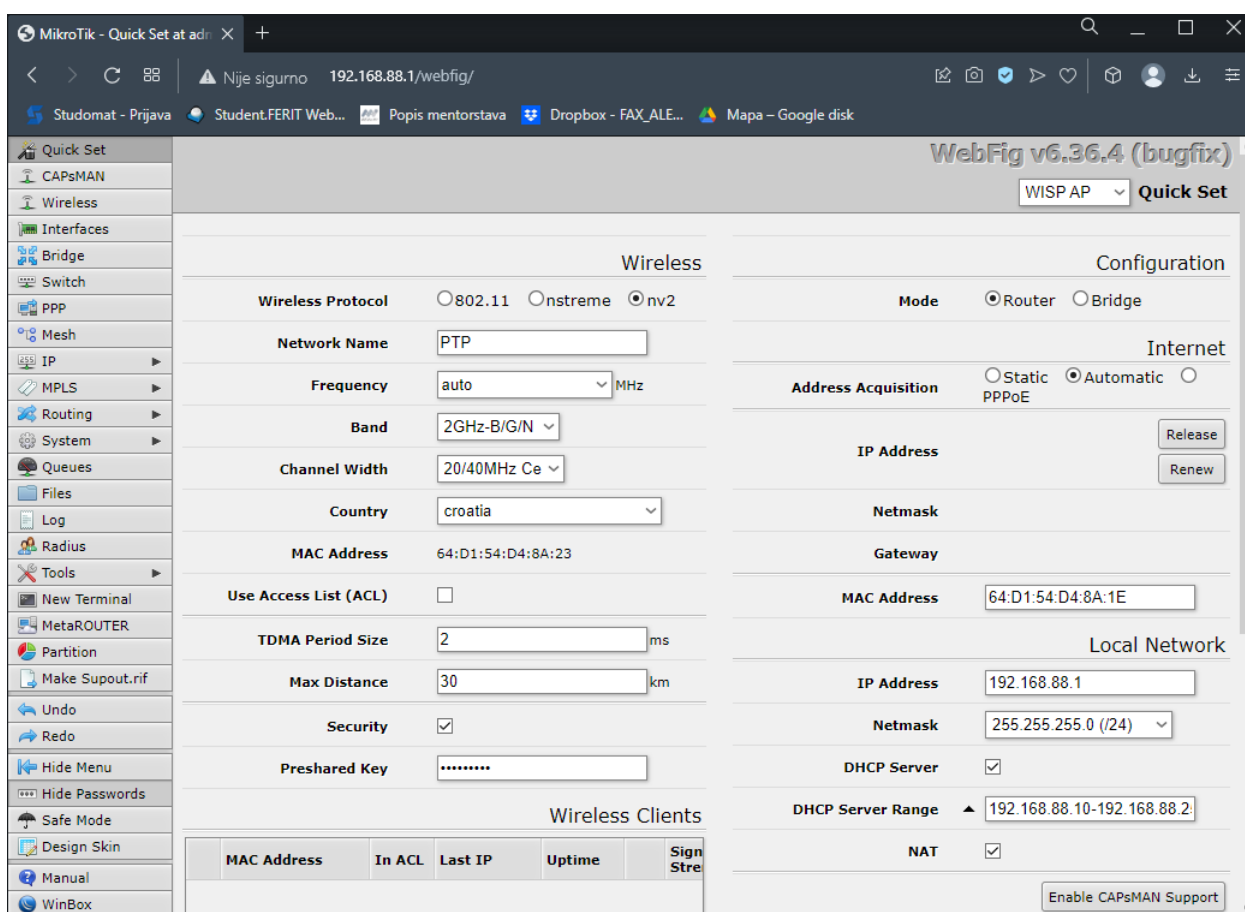 MikroTik - Quick Set at adn
Nije sigurno 192.168.88.1/webfig/
Studomat - Prijava Student.FERIT Web... Popis mentorstava Dropbox - FAX_ALE... Mapa – Google disk
Quick Set
CAPsMAN
Wireless
Interfaces
Bridge
Switch
PPP
Mesh
IP
MPLS
Routing
System
Queues
Files
Log
Radius
Tools
New Terminal
MetaROUTER
Partition
Make Supout.rif
Undo
Redo
Hide Menu
Hide Passwords
Safe Mode
Design Skin
Manual
WinBox
WebFig v6.36.4 (bugfix)
WISP AP Quick Set
Wireless
Wireless Protocol 802.11 nstreme nv2
Network Name PTP
Frequency auto MHz
Band 2GHz-B/G/N
Channel Width 20/40MHz Ce
Country croatia
MAC Address 64:D1:54:D4:8A:23
Use Access List (ACL)
TDMA Period Size 2 ms
Max Distance 30 km
Security
Preshared Key •••••••••
Wireless Clients
MAC Address In ACL Last IP Uptime Sign
Stre
Configuration
Mode Router Bridge
Internet
Address Acquisition Static Automatic
PPPoE
IP Address Release
Renew
Netmask
Gateway
MAC Address 64:D1:54:D4:8A:1E
Local Network
IP Address 192.168.88.1
Netmask 255.255.255.0 (/24)
DHCP Server
DHCP Server Range 192.168.88.10-192.168.88.2
NAT
Enable CAPsMAN Support